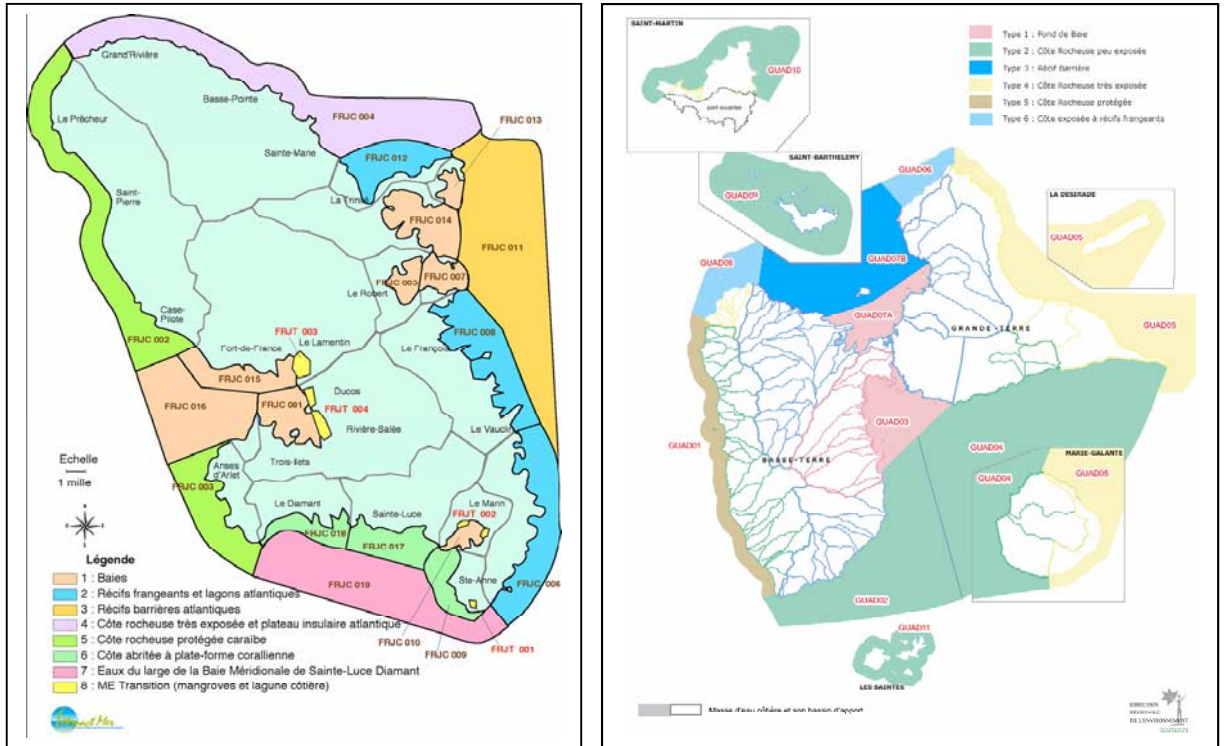 Grand'Rivière
Basse-Pointe
FRJC 004
FRJC 013
Le Prêcheur
Sainte-Marie
FRJC 012
Saint-
Pierre
La Trinité
FRJC 014
FRJC 011
FRJC 005
FRJC 007
Le Robert
Case-
Pilote
FRJC 002
FRJT 003
FRJC 008
Fort-de-France
Le Lamentin
Le François
FRJC 015
FRJC 016
FRJC 001
Ducos
FRJT 004
Rivière-Salée
Le Vauclin
Echelle
1 mille
Anses
d'Arlet
Trois-Ilets
FRJC 003
Le Diamant
Sainte-Luce
Le Marin
FRJT 002
FRJC 018
FRJC 017
Ste-Anne
FRJC 006
FRJC 019
FRJC 010
FRJC 009
FRJT 001
Légende
1 : Baies
2 : Récifs frangeants et lagons atlantiques
3 : Récifs barrières atlantiques
4 : Côte rocheuse très exposée et plateau insulaire atlantique
5 : Côte rocheuse protégée caraïbe
6 : Côte abritée à plate-forme corallienne
7 : Eaux du large de la Baie Méridionale de Sainte-Luce Diamant
8 : ME Transition (mangroves et lagune côtière)
SAINT-MARTIN
GUAD10
SINT MAARTEN
Type 1 : Fond de Baie
Type 2 : Côte Rocheuse peu exposée
Type 3 : Récif Barrière
Type 4 : Côte Rocheuse très exposée
Type 5 : Côte Rocheuse protégée
Type 6 : Côte exposée à récifs frangeants
SAINT-BARTHELEMY
GUAD09
GUAD06
LA DESIRADE
GUAD05
GUAD08
GUAD07B
GUAD07A
GRANDE-TERRE
GUAD05
GUAD01
GUAD03
BASSE-TERRE
GUAD04
MARIE-GALANTE
GUAD04
GUAD05
GUAD02
GUAD11
LES SAINTES
Masse d'eau côtière et son bassin d'apport
DIRECTION
REGIONALE
DE L'ENVIRONNEMENT
GUADELOUPE